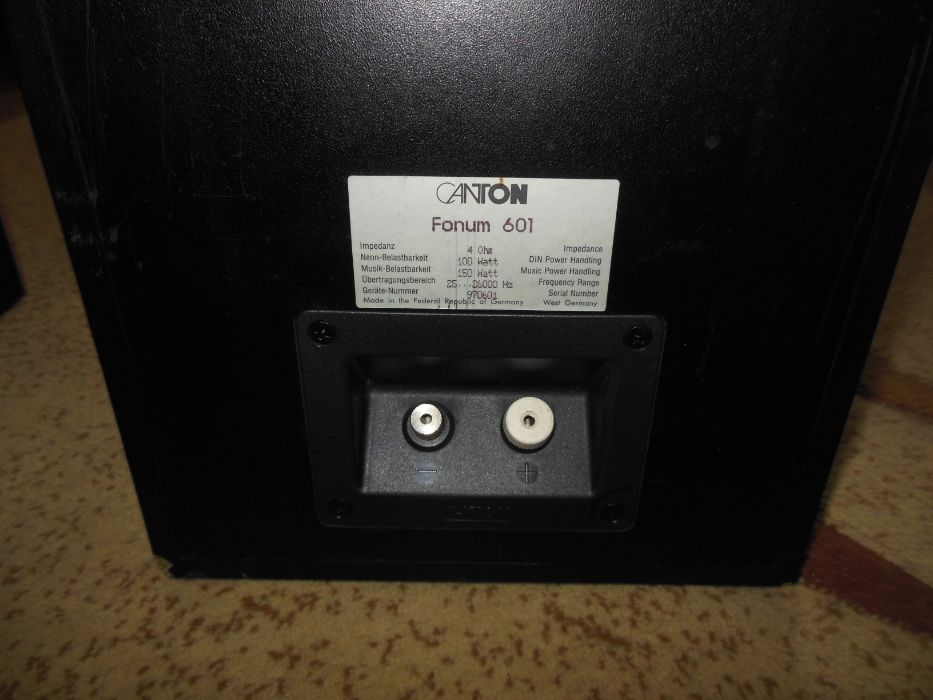 CANTON
Fonum 601
Impedanz 4 Ohm Impedance
Nenn-Belastbarkeit 100 Watt DIN Power Handling
Musik-Belastbarkeit 150 Watt Music Power Handling
Übertragungsbereich 25...26000 Hz Frequency Range
Geräte-Nummer 970601 Serial Number
Made in the Federal Republic of Germany West Germany
− +